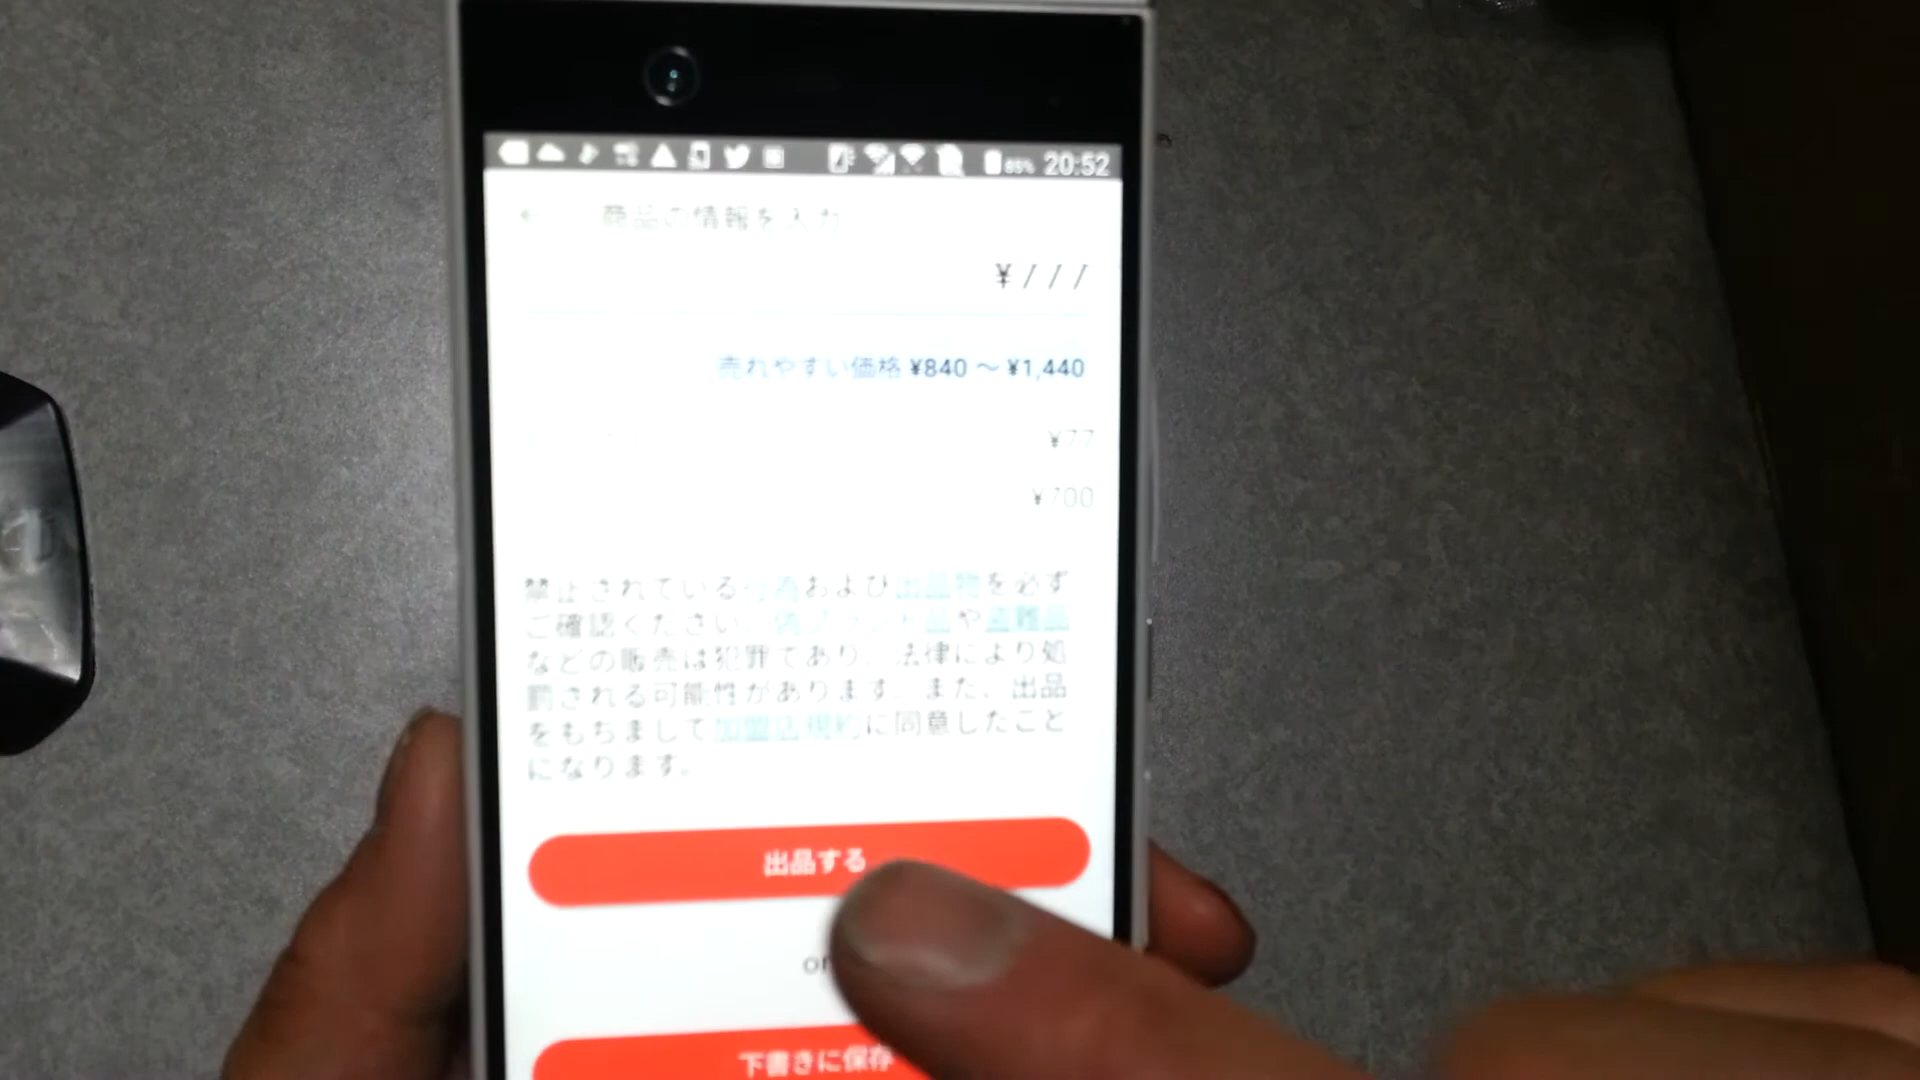 85% 20:52
商品の情報を入力
¥777
売れやすい価格 ¥840 ～ ¥1,440
¥77
¥700
禁止されている行為および出品物を必ず
ご確認ください。偽ブランド品や盗難品
などの販売は犯罪であり、法律により処
罰される可能性があります。また、出品
をもちまして加盟店規約に同意したこと
になります。
出品する
or
下書きに保存